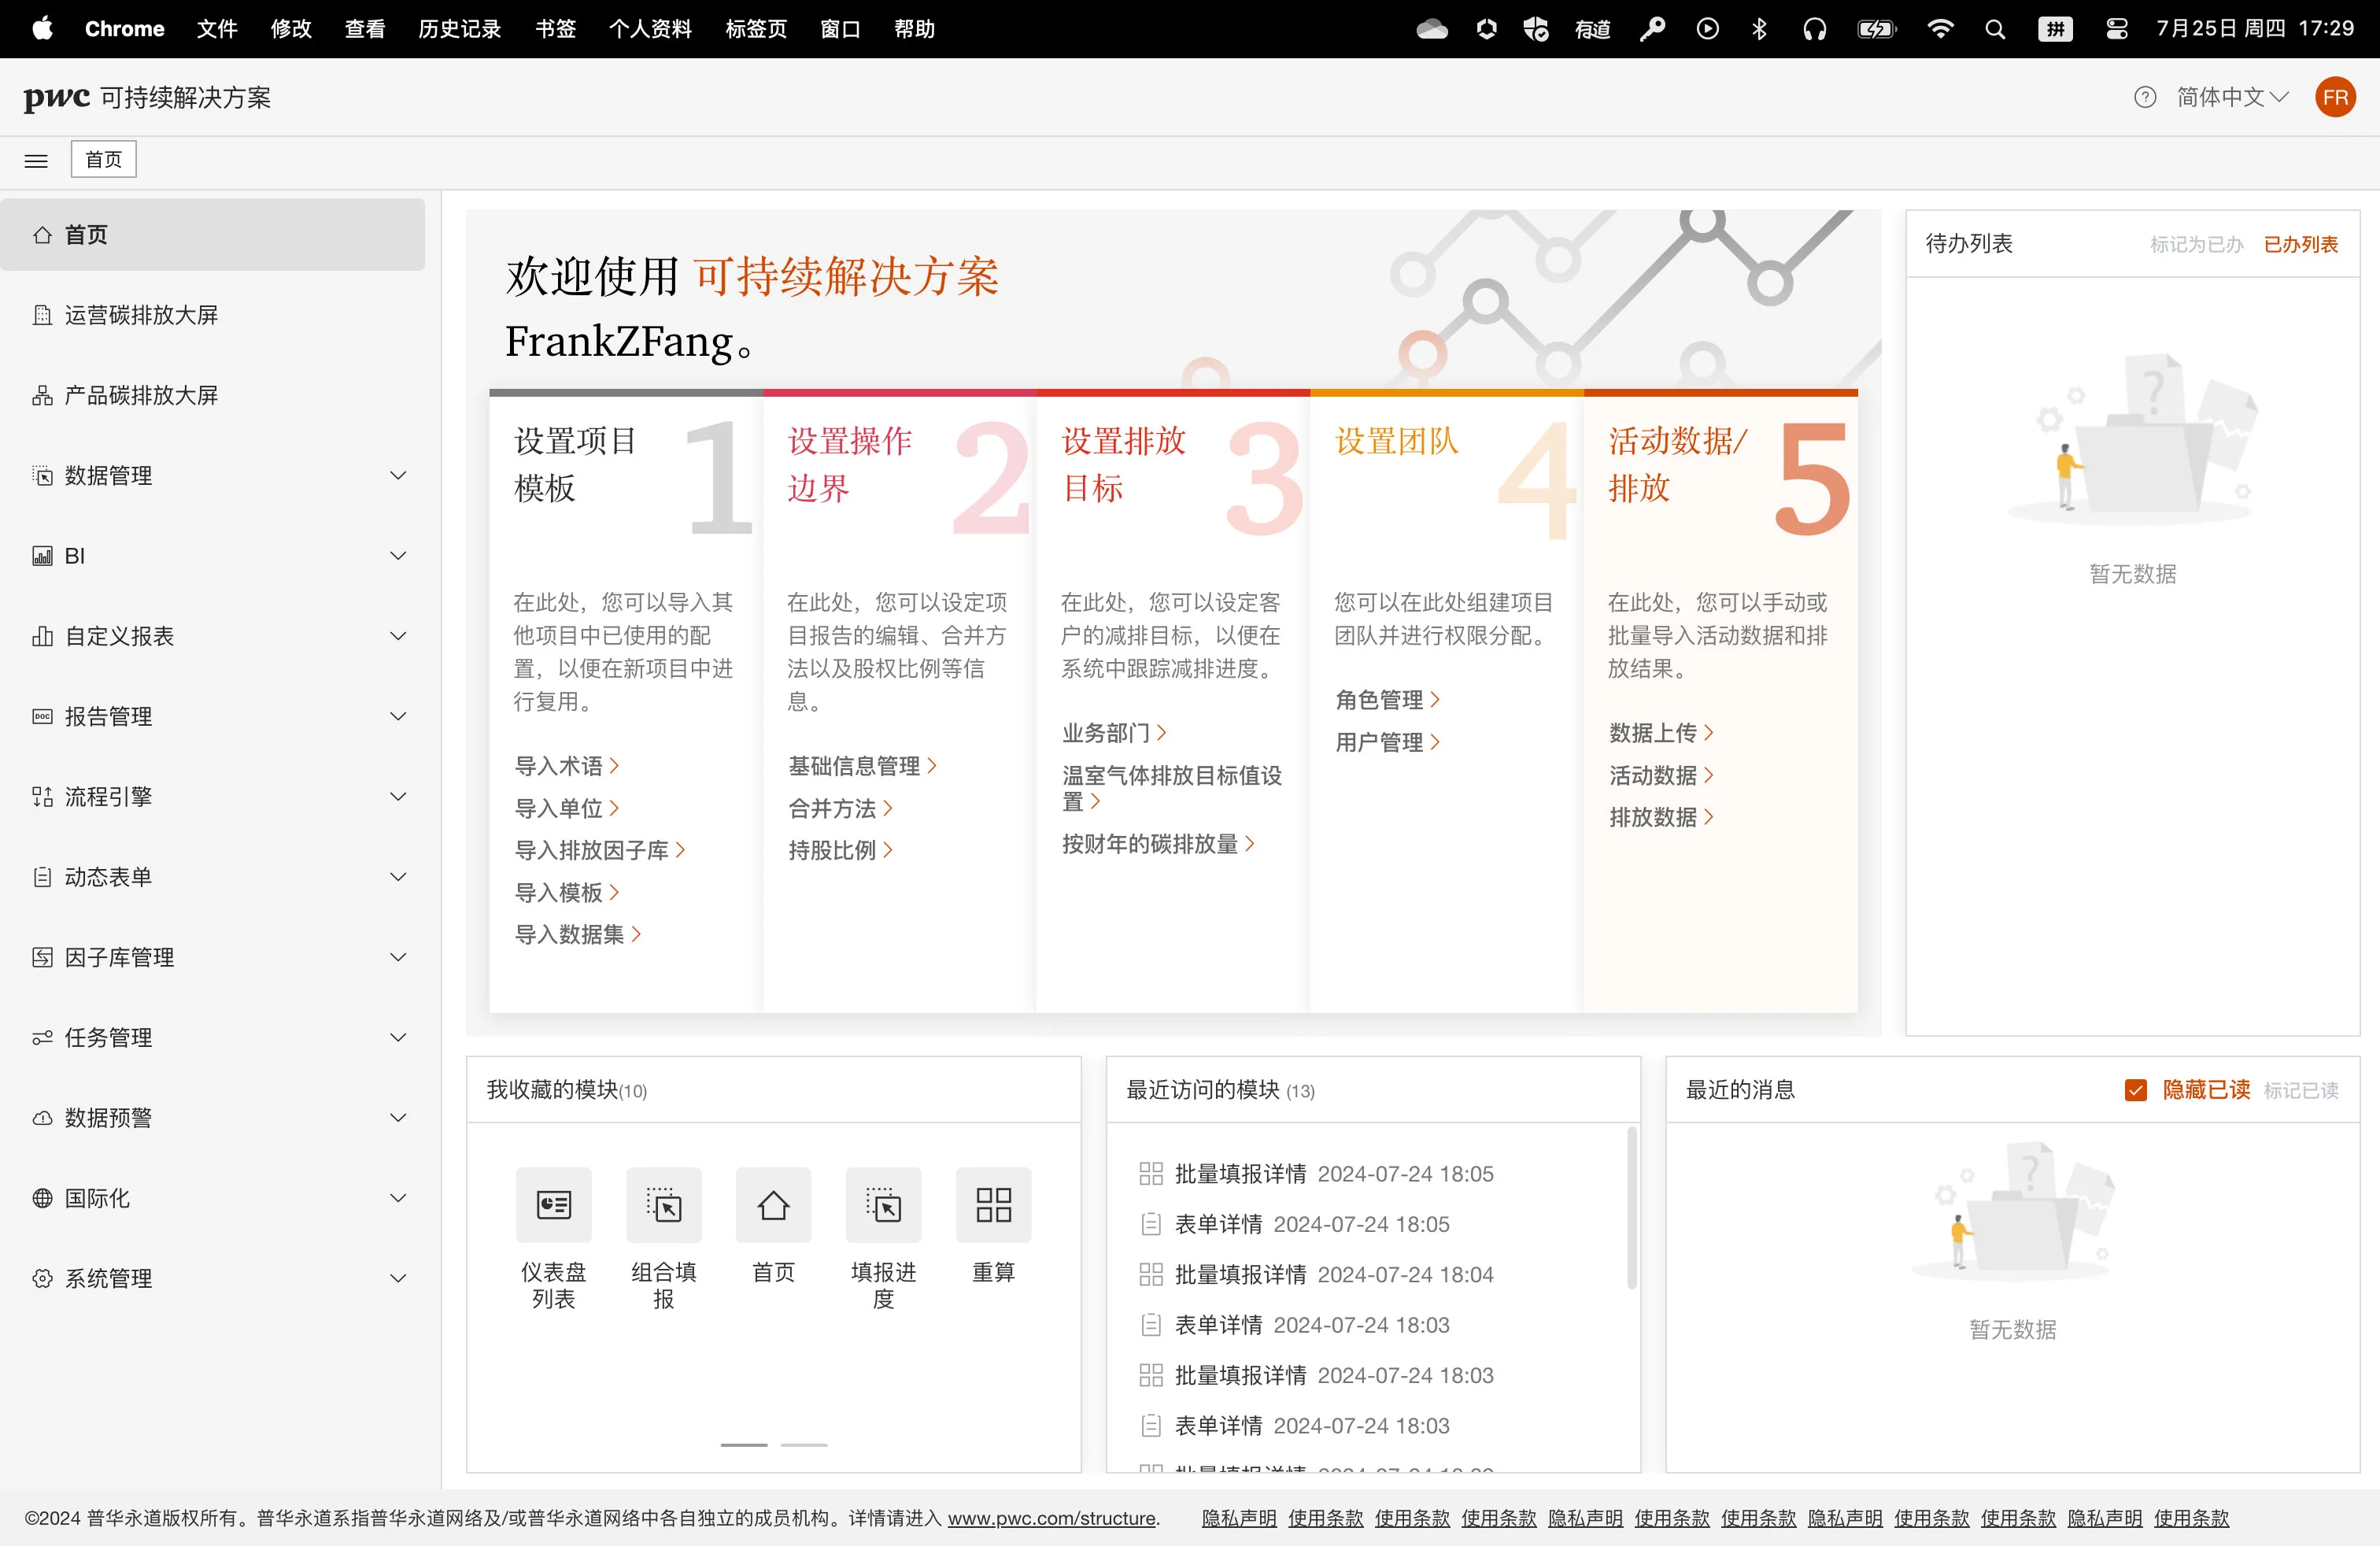 Chrome 文件 修改 查看 历史记录 书签 个人资料 标签页 窗口 帮助
有道 拼 7月25日 周四 17:29
pwc 可持续解决方案
简体中文
FR
首页
首页
运营碳排放大屏
产品碳排放大屏
数据管理
BI
自定义报表
报告管理
流程引擎
动态表单
因子库管理
任务管理
数据预警
国际化
系统管理
欢迎使用 可持续解决方案
FrankZFang。
设置项目
模板
1
在此处，您可以导入其
他项目中已使用的配
置，以便在新项目中进
行复用。
导入术语
导入单位
导入排放因子库
导入模板
导入数据集
设置操作
边界
2
在此处，您可以设定项
目报告的编辑、合并方
法以及股权比例等信
息。
基础信息管理
合并方法
持股比例
设置排放
目标
3
在此处，您可以设定客
户的减排目标，以便在
系统中跟踪减排进度。
业务部门
温室气体排放目标值设
置
按财年的碳排放量
设置团队
4
您可以在此处组建项目
团队并进行权限分配。
角色管理
用户管理
活动数据/
排放
5
在此处，您可以手动或
批量导入活动数据和排
放结果。
数据上传
活动数据
排放数据
待办列表 标记为已办 已办列表
暂无数据
我收藏的模块(10)
仪表盘
列表
组合填
报
首页
填报进
度
重算
最近访问的模块 (13)
批量填报详情 2024-07-24 18:05
表单详情 2024-07-24 18:05
批量填报详情 2024-07-24 18:04
表单详情 2024-07-24 18:03
批量填报详情 2024-07-24 18:03
表单详情 2024-07-24 18:03
最近的消息 隐藏已读 标记已读
暂无数据
©2024 普华永道版权所有。普华永道系指普华永道网络及/或普华永道网络中各自独立的成员机构。详情请进入 www.pwc.com/structure. 隐私声明 使用条款 使用条款 使用条款 隐私声明 使用条款 使用条款 隐私声明 使用条款 使用条款 隐私声明 使用条款